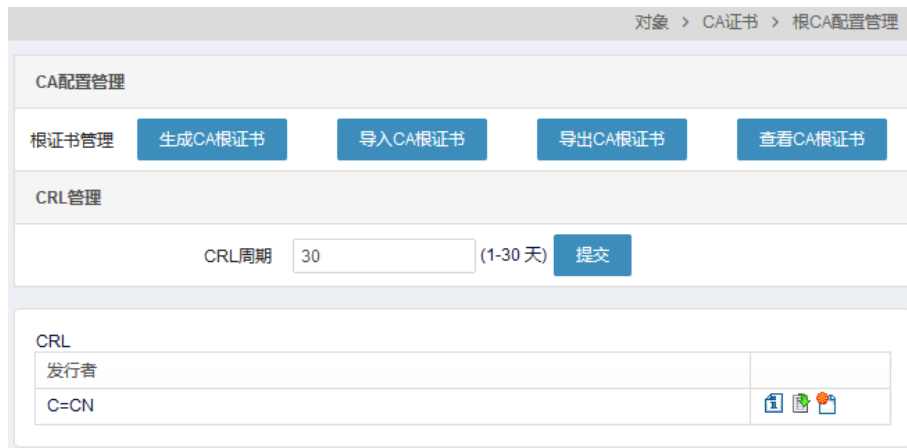 对象 > CA证书 > 根CA配置管理
CA配置管理
根证书管理 生成CA根证书 导入CA根证书 导出CA根证书 查看CA根证书
CRL管理
CRL周期 30 (1-30 天) 提交
CRL
发行者
C=CN